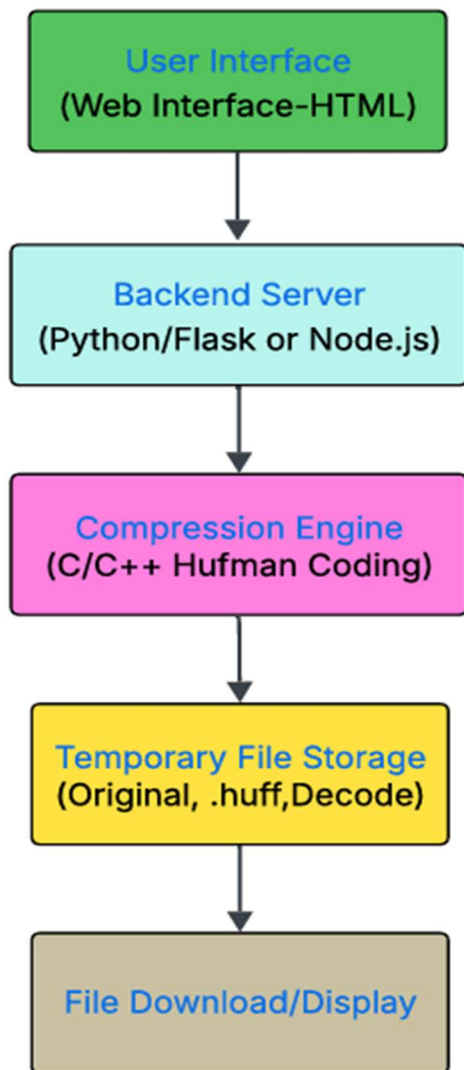 User Interface
(Web Interface-HTML)
Backend Server
(Python/Flask or Node.js)
Compression Engine
(C/C++ Hufman Coding)
Temporary File Storage
(Original, .huff,Decode)
File Download/Display